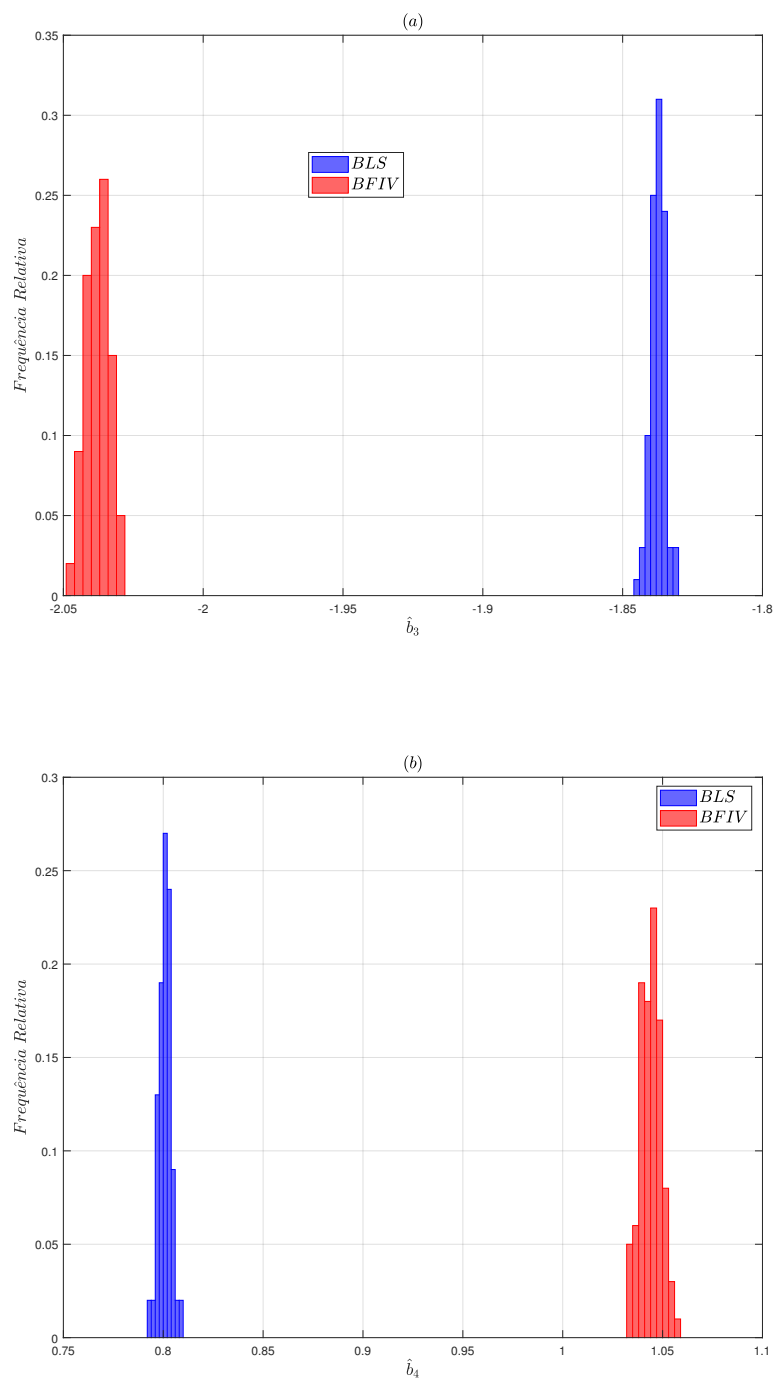 (a)
0.35
0.3
0.25
0.2
0.15
0.1
0.05
0
Frequência Relativa
BLS
BFIV
-2.05 -2 -1.95 -1.9 -1.85 -1.8
b̂₃
(b)
0.3
0.25
0.2
0.15
0.1
0.05
0
Frequência Relativa
BLS
BFIV
0.75 0.8 0.85 0.9 0.95 1 1.05 1.1
b̂₄